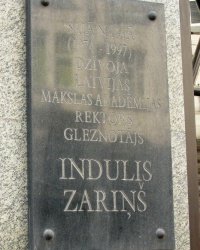 DZĪVOJA
LATVIJAS
MĀKSLAS AKADĒMIJAS
REKTORS
GLEZNOTĀJS
INDULIS
ZARIŅŠ